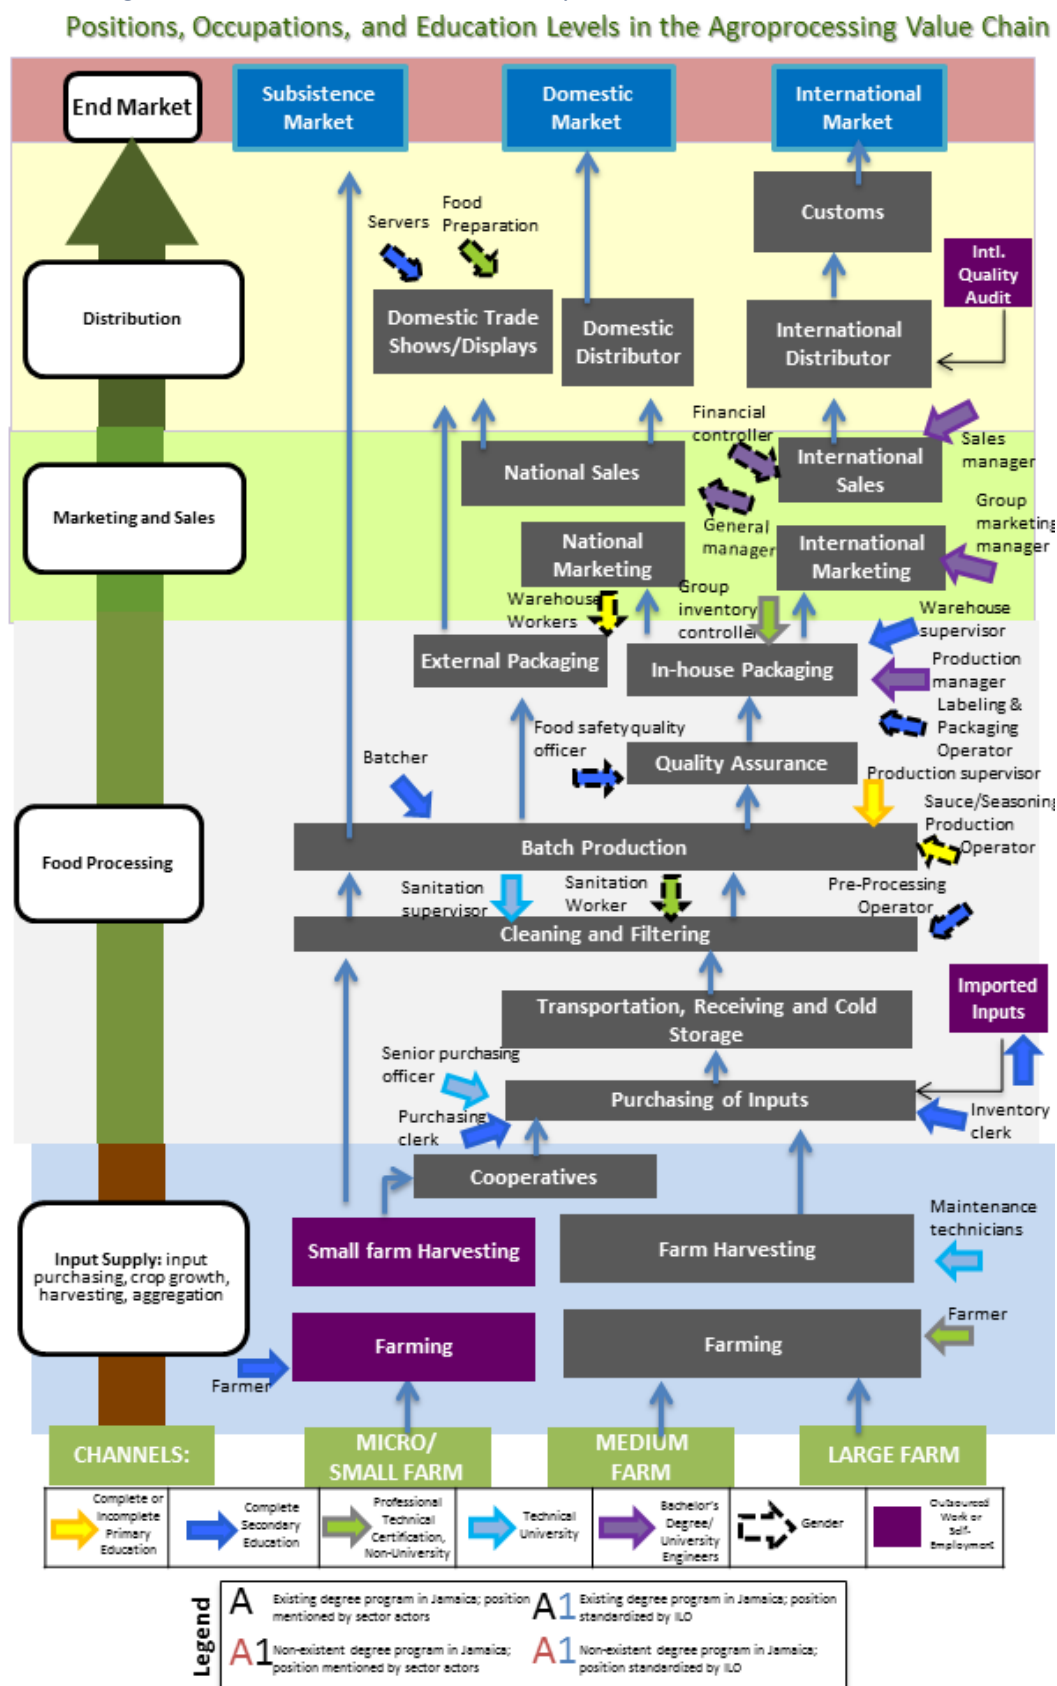 Positions, Occupations, and Education Levels in the Agroprocessing Value Chain
End Market
Subsistence
Market
Domestic
Market
International
Market
Customs
Food
Preparation
Servers
Intl.
Quality
Audit
Distribution
Domestic Trade
Shows/Displays
Domestic
Distributor
International
Distributor
Financial
controller
Sales
manager
National Sales
International
Sales
Marketing and Sales
General
manager
Group
marketing
manager
National
Marketing
International
Marketing
Warehouse
Workers
Group
inventory
controller
Warehouse
supervisor
External Packaging
In-house Packaging
Production
manager
Labeling &
Packaging
Operator
Food safety quality
officer
Batcher
Quality Assurance
Production supervisor
Sauce/Seasoning
Production
Operator
Food Processing
Batch Production
Sanitation
supervisor
Sanitation
Worker
Pre-Processing
Operator
Cleaning and Filtering
Imported
Inputs
Transportation, Receiving and Cold
Storage
Senior purchasing
officer
Purchasing of Inputs
Purchasing
clerk
Inventory
clerk
Cooperatives
Input Supply: input
purchasing, crop growth,
harvesting, aggregation
Small farm Harvesting
Farm Harvesting
Maintenance
technicians
Farming
Farming
Farmer
Farmer
CHANNELS:
MICRO/
SMALL FARM
MEDIUM
FARM
LARGE FARM
Complete or
Incomplete
Primary
Education
Complete
Secondary
Education
Professional
Technical
Certification,
Non-University
Technical
University
Bachelor's
Degree/
University
Engineers
Gender
Outsourced
Work or
Self-
Employment
Legend
A Existing degree program in Jamaica; position
mentioned by sector actors
A1 Existing degree program in Jamaica; position
standardized by ILO
A1 Non-existent degree program in Jamaica;
position mentioned by sector actors
A1 Non-existent degree program in Jamaica;
position standardized by ILO